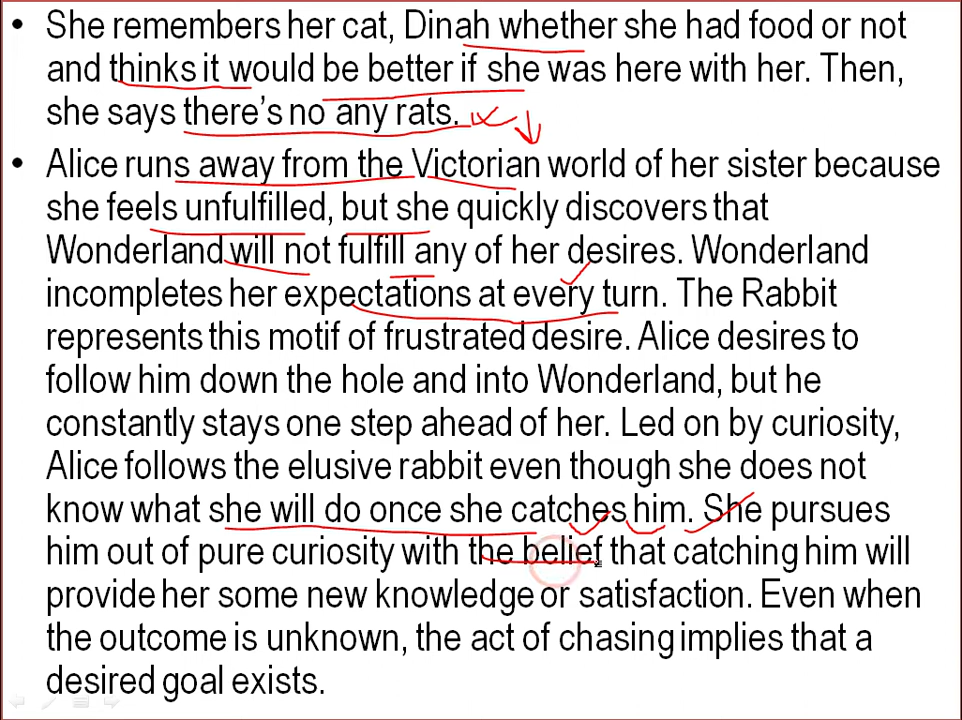 • She remembers her cat, Dinah whether she had food or not
and thinks it would be better if she was here with her. Then,
she says there's no any rats.
• Alice runs away from the Victorian world of her sister because
she feels unfulfilled, but she quickly discovers that
Wonderland will not fulfill any of her desires. Wonderland
incompletes her expectations at every turn. The Rabbit
represents this motif of frustrated desire. Alice desires to
follow him down the hole and into Wonderland, but he
constantly stays one step ahead of her. Led on by curiosity,
Alice follows the elusive rabbit even though she does not
know what she will do once she catches him. She pursues
him out of pure curiosity with the belief that catching him will
provide her some new knowledge or satisfaction. Even when
the outcome is unknown, the act of chasing implies that a
desired goal exists.